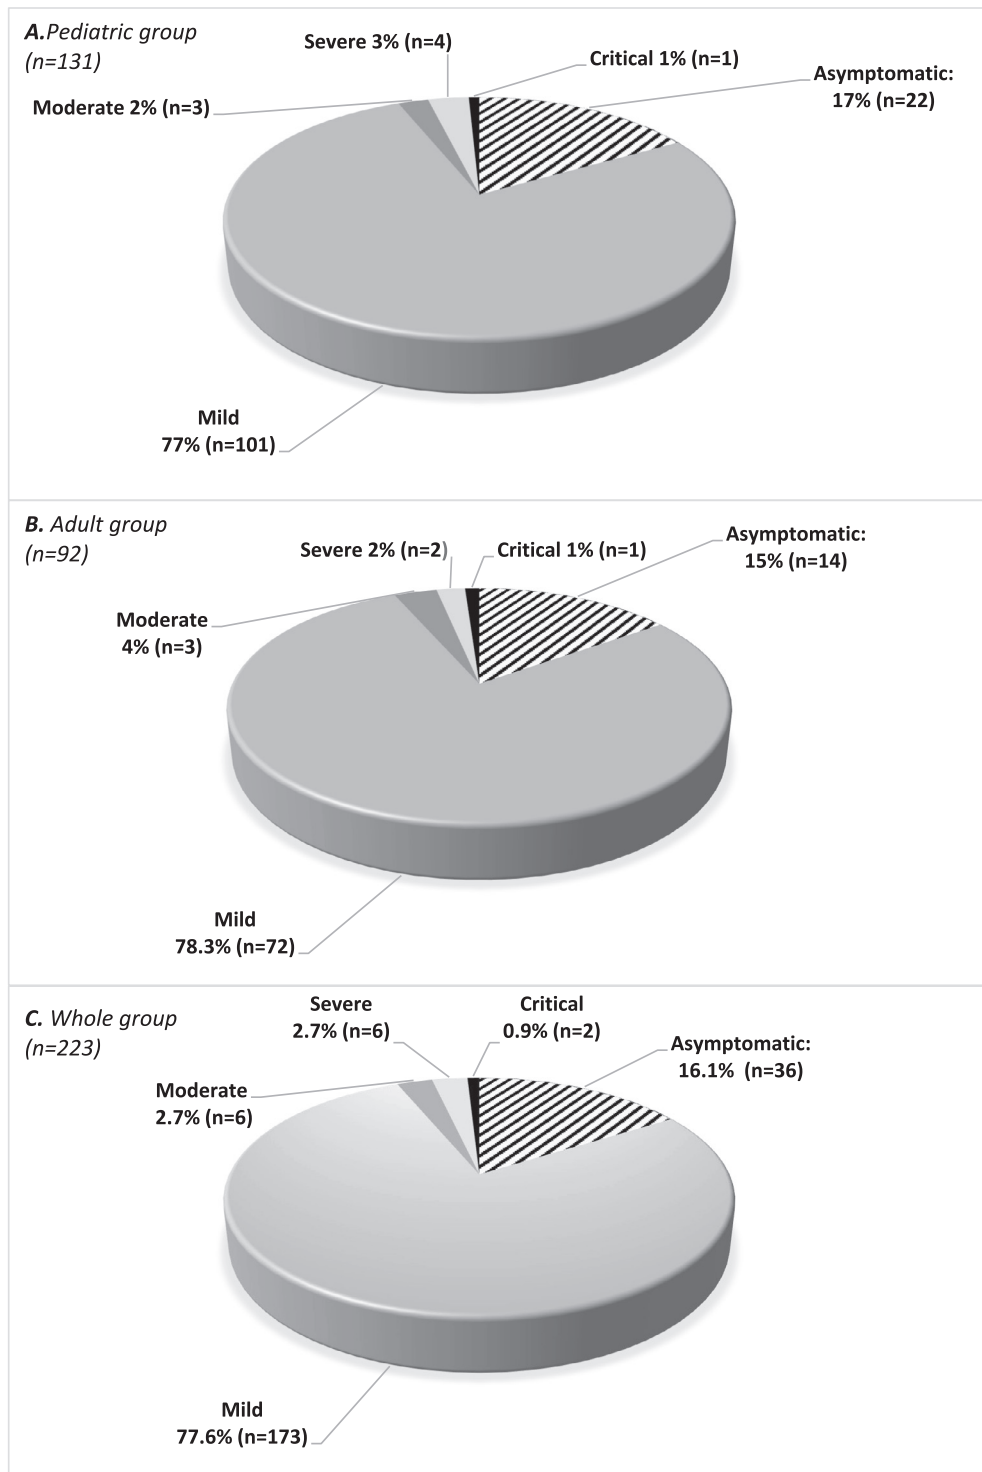 A.Pediatric group
(n=131)
Severe 3% (n=4)
Critical 1% (n=1)
Asymptomatic:
17% (n=22)
Moderate 2% (n=3)
Mild
77% (n=101)
B. Adult group
(n=92)
Severe 2% (n=2)
Critical 1% (n=1)
Asymptomatic:
15% (n=14)
Moderate
4% (n=3)
Mild
78.3% (n=72)
C. Whole group
(n=223)
Severe
2.7% (n=6)
Critical
0.9% (n=2)
Asymptomatic:
16.1%  (n=36)
Moderate
2.7% (n=6)
Mild
77.6% (n=173)